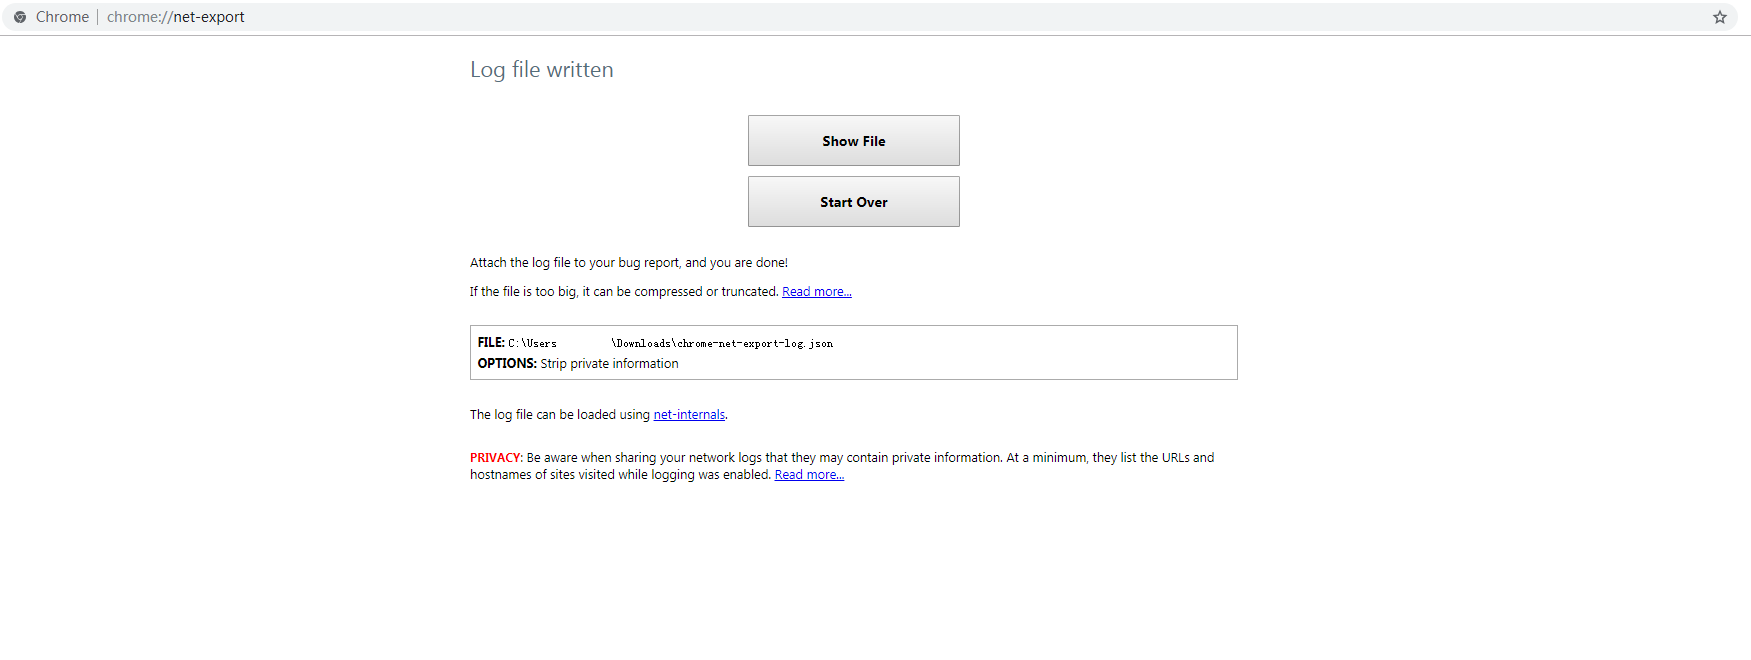 Chrome | chrome://net-export
Log file written
Show File
Start Over
Attach the log file to your bug report, and you are done!
If the file is too big, it can be compressed or truncated. Read more...
FILE: C:\Users \Downloads\chrome-net-export-log.json
OPTIONS: Strip private information
The log file can be loaded using net-internals.
PRIVACY: Be aware when sharing your network logs that they may contain private information. At a minimum, they list the URLs and
hostnames of sites visited while logging was enabled. Read more...